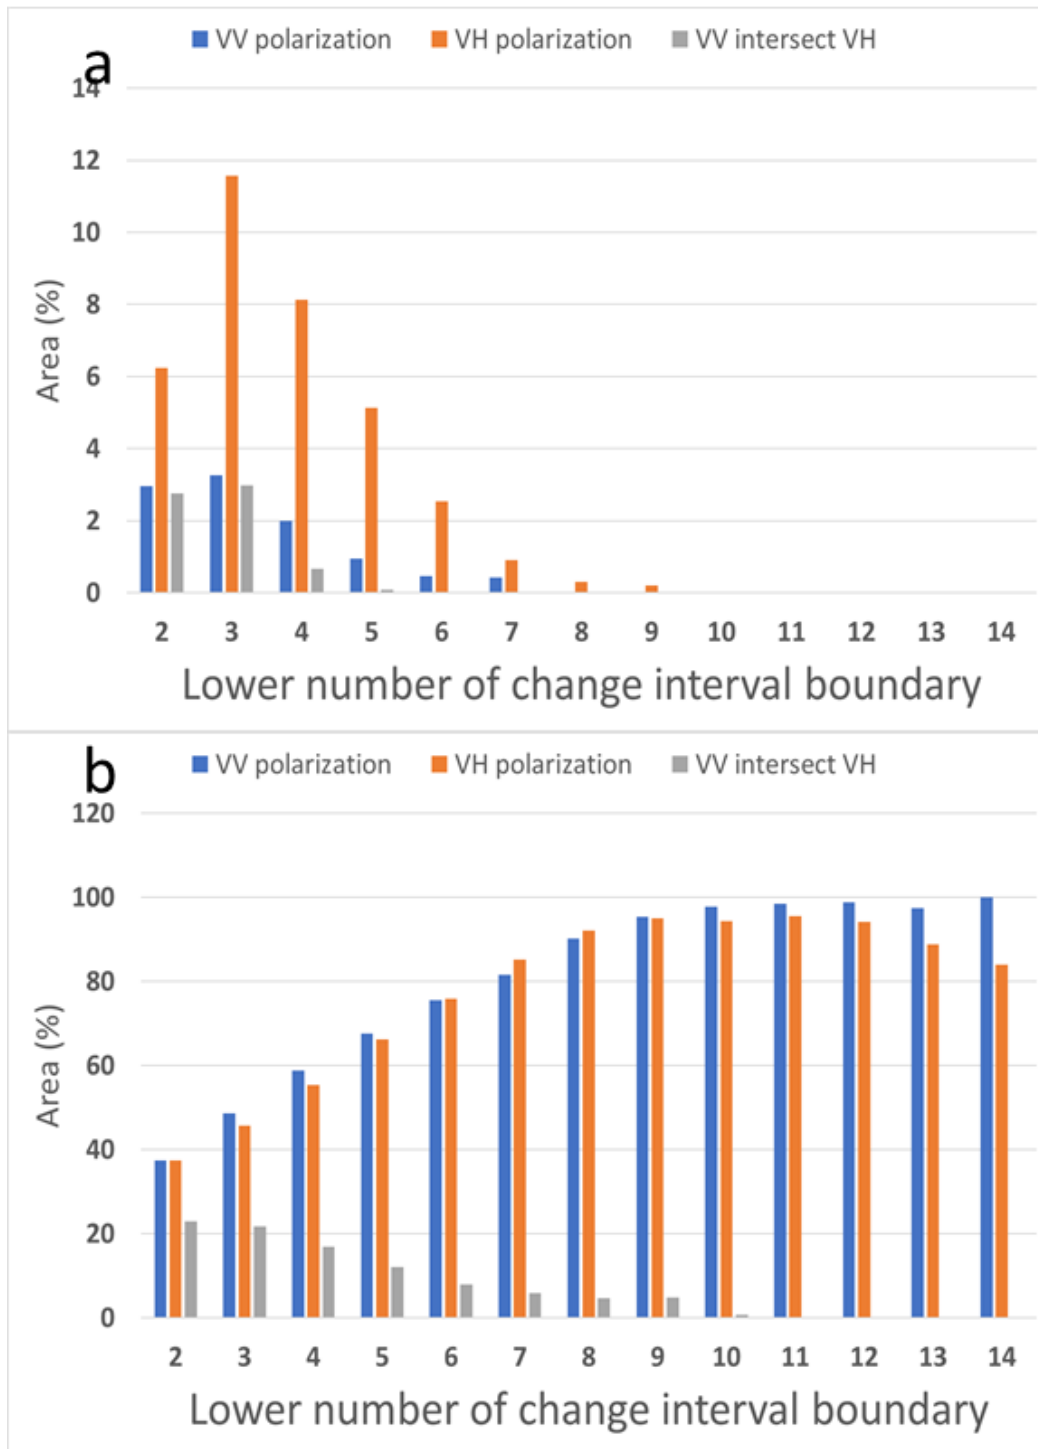 VV polarization VH polarization VV intersect VH
a
14
12
10
8
6
4
2
0
Area (%)
2 3 4 5 6 7 8 9 10 11 12 13 14
Lower number of change interval boundary
b
VV polarization VH polarization VV intersect VH
120
100
80
60
40
20
0
Area (%)
2 3 4 5 6 7 8 9 10 11 12 13 14
Lower number of change interval boundary